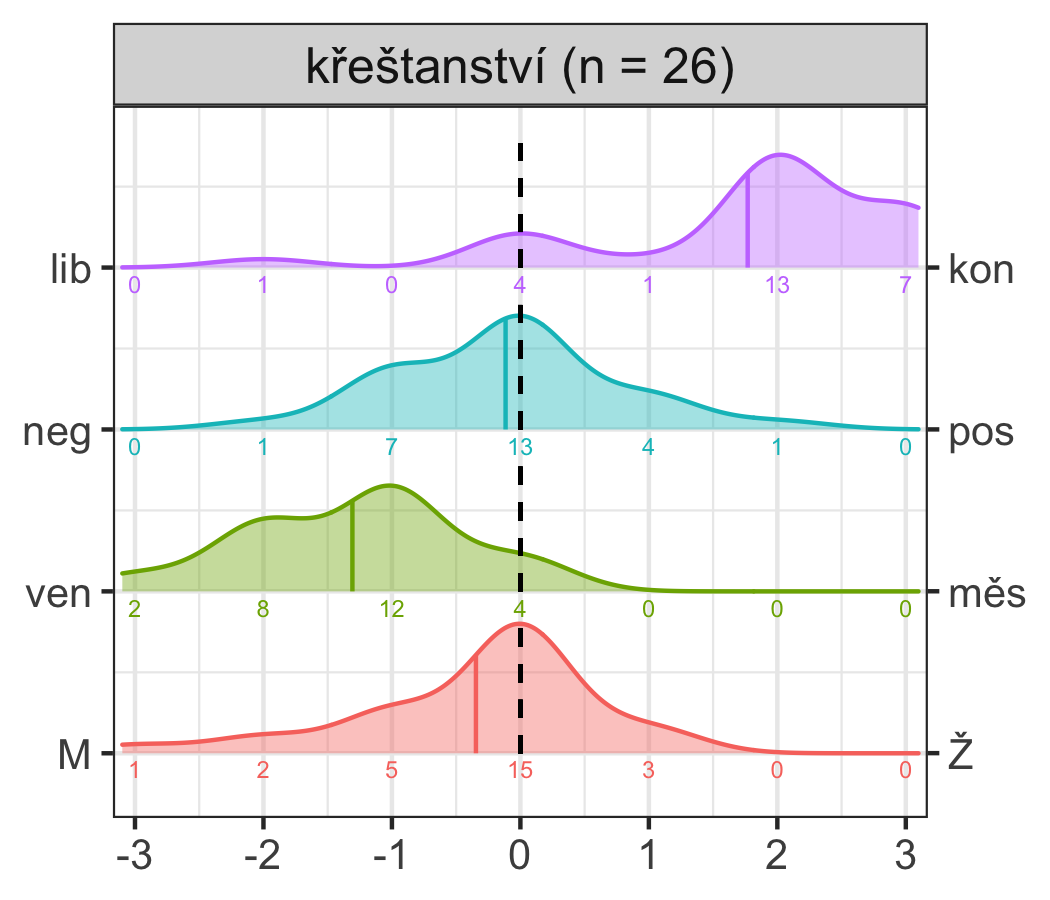 křeštanství (n = 26)
lib kon
0 1 0 4 1 13 7
neg pos
0 1 7 13 4 1 0
ven měs
2 8 12 4 0 0 0
M Ž
1 2 5 15 3 0 0
-3 -2 -1 0 1 2 3